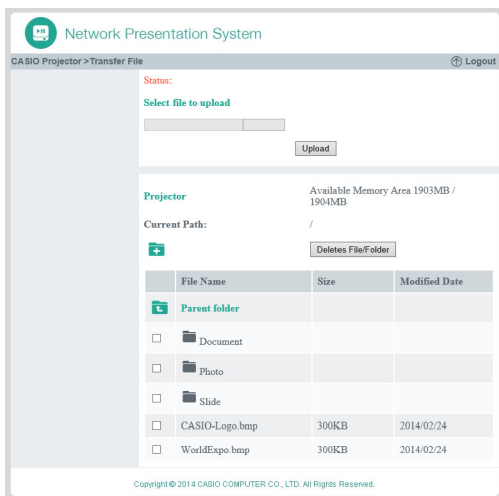 Network Presentation System
CASIO Projector >Transfer File
Logout
Status:
Select file to upload
Upload
Projector
Available Memory Area 1903MB /
1904MB
Current Path:
/
Deletes File/Folder
File Name Size Modified Date
Parent folder
Document
Photo
Slide
CASIO-Logo.bmp 300KB 2014/02/24
WorldExpo.bmp 300KB 2014/02/24
Copyright © 2014 CASIO COMPUTER CO., LTD. All Rights Reserved.